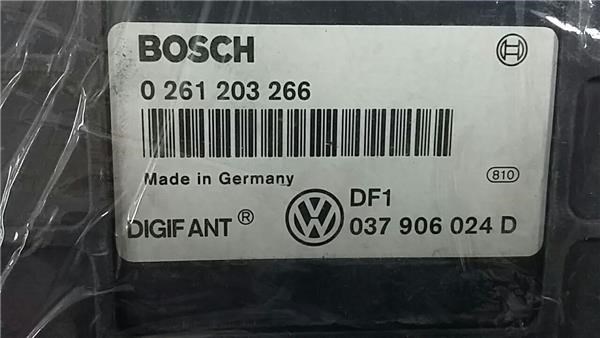 BOSCH
0 261 203 266
Made in Germany
810
DIGIFANT®
DF1
037 906 024 D